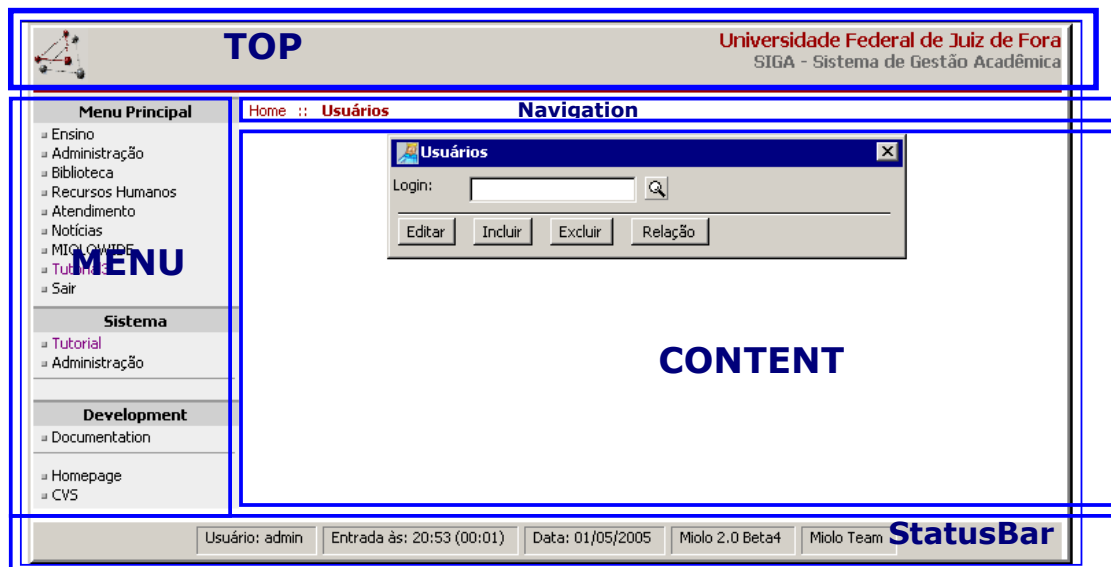 TOP
Universidade Federal de Juiz de Fora
SIGA - Sistema de Gestão Acadêmica
Menu Principal
Home :: Usuários
Navigation
Ensino
Administração
Biblioteca
Recursos Humanos
Atendimento
Notícias
MIOLOWIDE
Tutorial3
Sair
MENU
Usuários
Login:
Editar Incluir Excluir Relação
Sistema
Tutorial
Administração
CONTENT
Development
Documentation
Homepage
CVS
Usuário: admin Entrada às: 20:53 (00:01) Data: 01/05/2005 Miolo 2.0 Beta4 Miolo Team
StatusBar